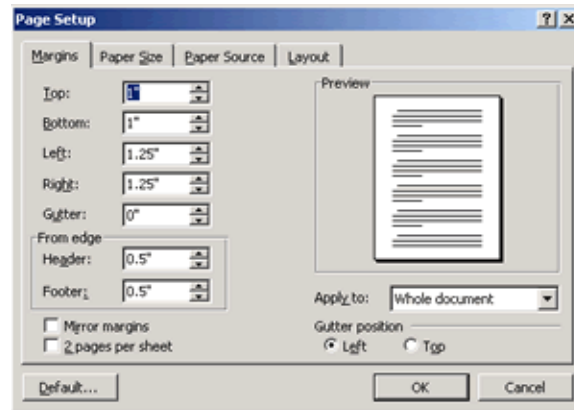 Page Setup
Margins Paper Size Paper Source Layout
Top: 1"
Bottom: 1"
Left: 1.25"
Right: 1.25"
Gutter: 0"
From edge
Header: 0.5"
Footer: 0.5"
Mirror margins
2 pages per sheet
Preview
Apply to: Whole document
Gutter position
Left Top
Default... OK Cancel